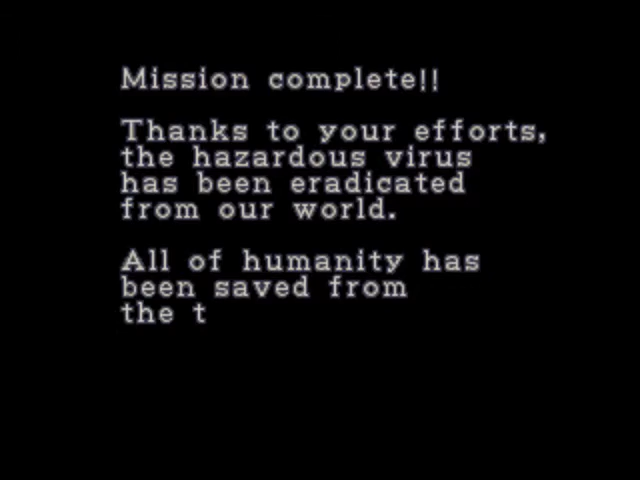 Mission complete!!
Thanks to your efforts,
the hazardous virus
has been eradicated
from our world.
All of humanity has
been saved from
the t